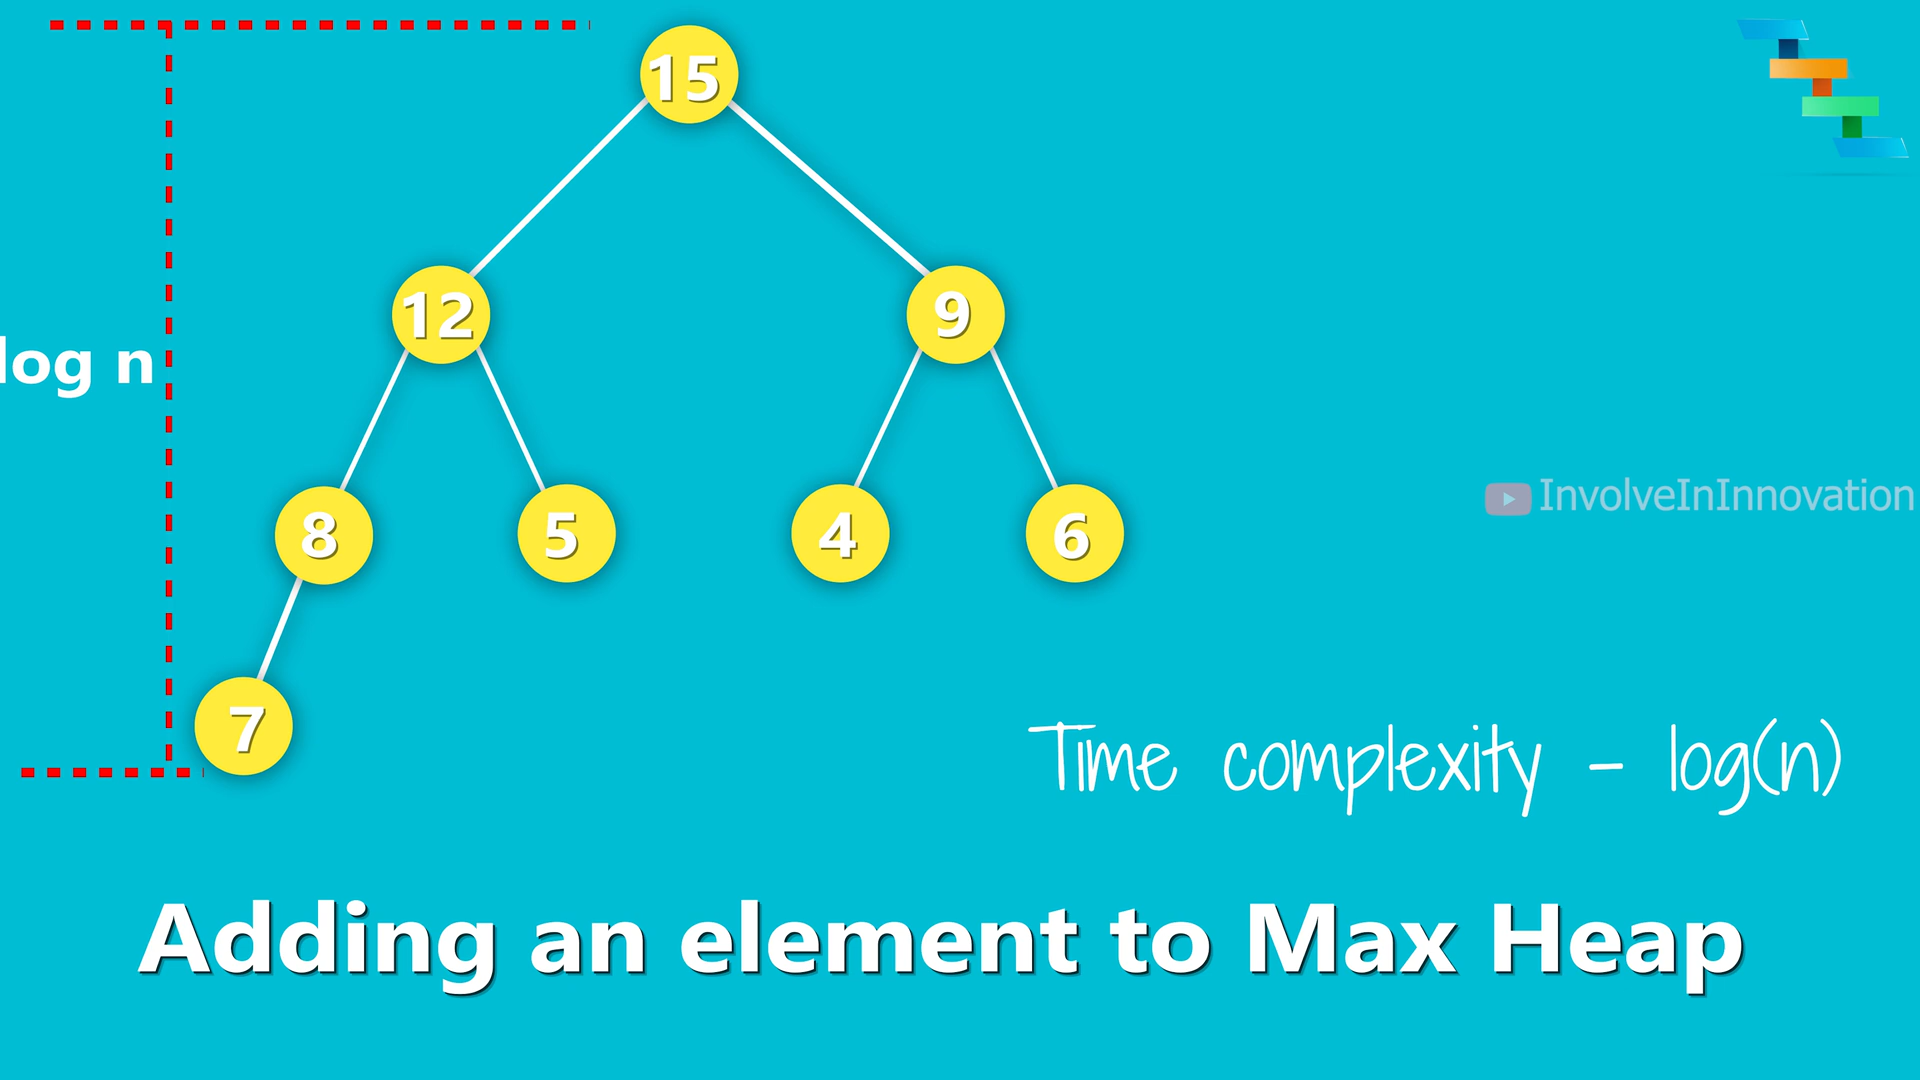 15
12
9
log n
8
5
4
6
InvolveInInnovation
7
Time complexity - log(n)
Adding an element to Max Heap